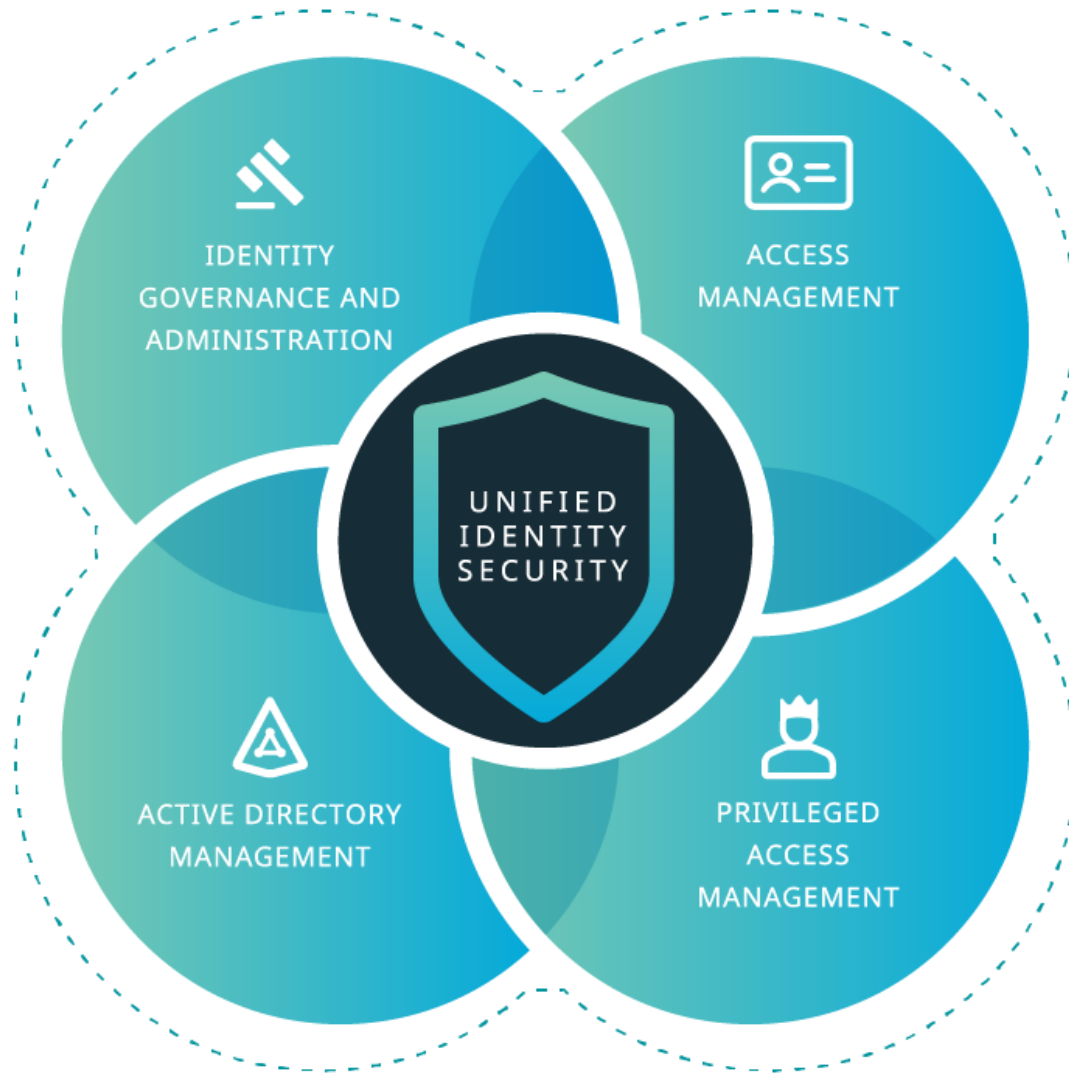 IDENTITY
GOVERNANCE AND
ADMINISTRATION
ACCESS
MANAGEMENT
UNIFIED
IDENTITY
SECURITY
ACTIVE DIRECTORY
MANAGEMENT
PRIVILEGED
ACCESS
MANAGEMENT